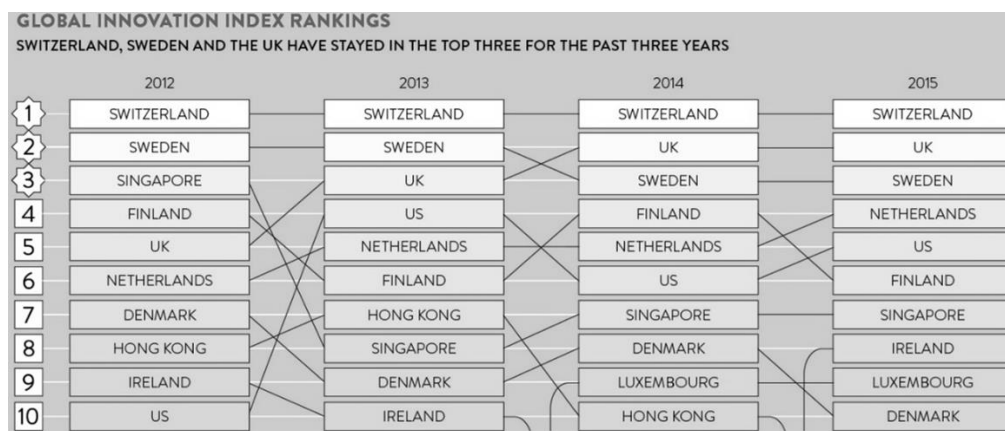 GLOBAL INNOVATION INDEX RANKINGS
SWITZERLAND, SWEDEN AND THE UK HAVE STAYED IN THE TOP THREE FOR THE PAST THREE YEARS
2012 2013 2014 2015
1 SWITZERLAND SWITZERLAND SWITZERLAND SWITZERLAND
2 SWEDEN SWEDEN UK UK
3 SINGAPORE UK SWEDEN SWEDEN
4 FINLAND US FINLAND NETHERLANDS
5 UK NETHERLANDS NETHERLANDS US
6 NETHERLANDS FINLAND US FINLAND
7 DENMARK HONG KONG SINGAPORE SINGAPORE
8 HONG KONG SINGAPORE DENMARK IRELAND
9 IRELAND DENMARK LUXEMBOURG LUXEMBOURG
10 US IRELAND HONG KONG DENMARK